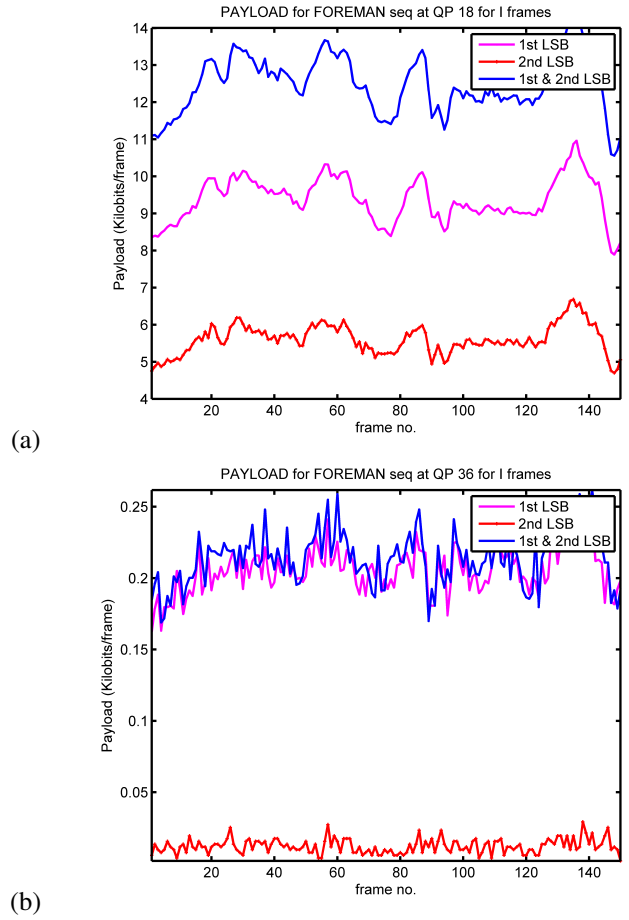 PAYLOAD for FOREMAN seq at QP 18 for I frames
14
13
12
11
10
9
8
7
6
5
4
Payload (Kilobits/frame)
1st LSB
2nd LSB
1st & 2nd LSB
20 40 60 80 100 120 140
frame no.
(a)
PAYLOAD for FOREMAN seq at QP 36 for I frames
0.25
0.2
0.15
0.1
0.05
Payload (Kilobits/frame)
1st LSB
2nd LSB
1st & 2nd LSB
20 40 60 80 100 120 140
frame no.
(b)